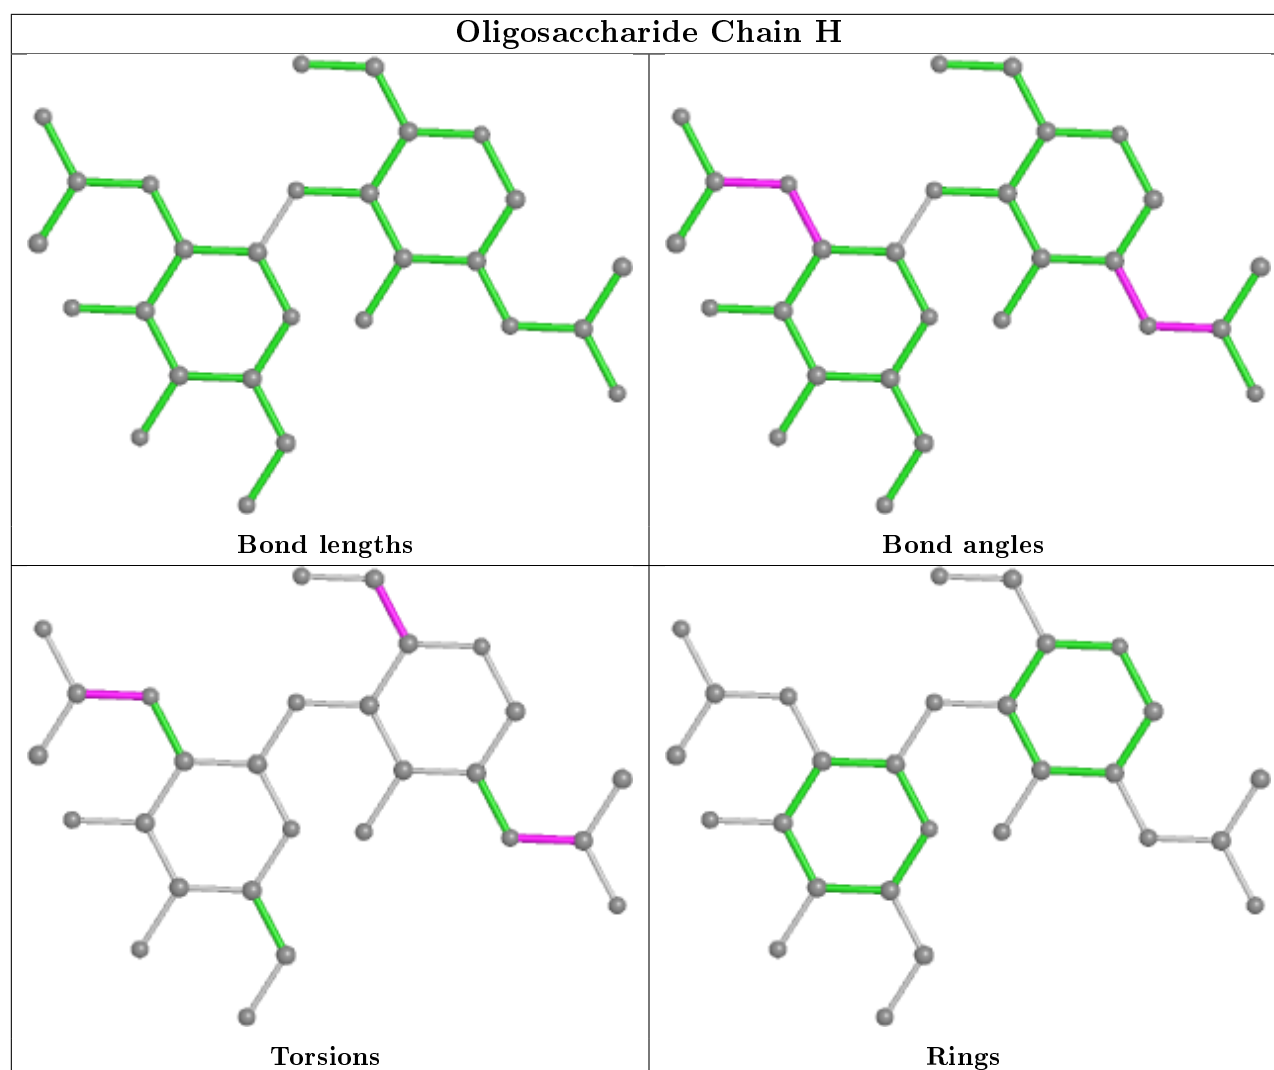 Oligosaccharide Chain H
Bond lengths
Bond angles
Torsions
Rings